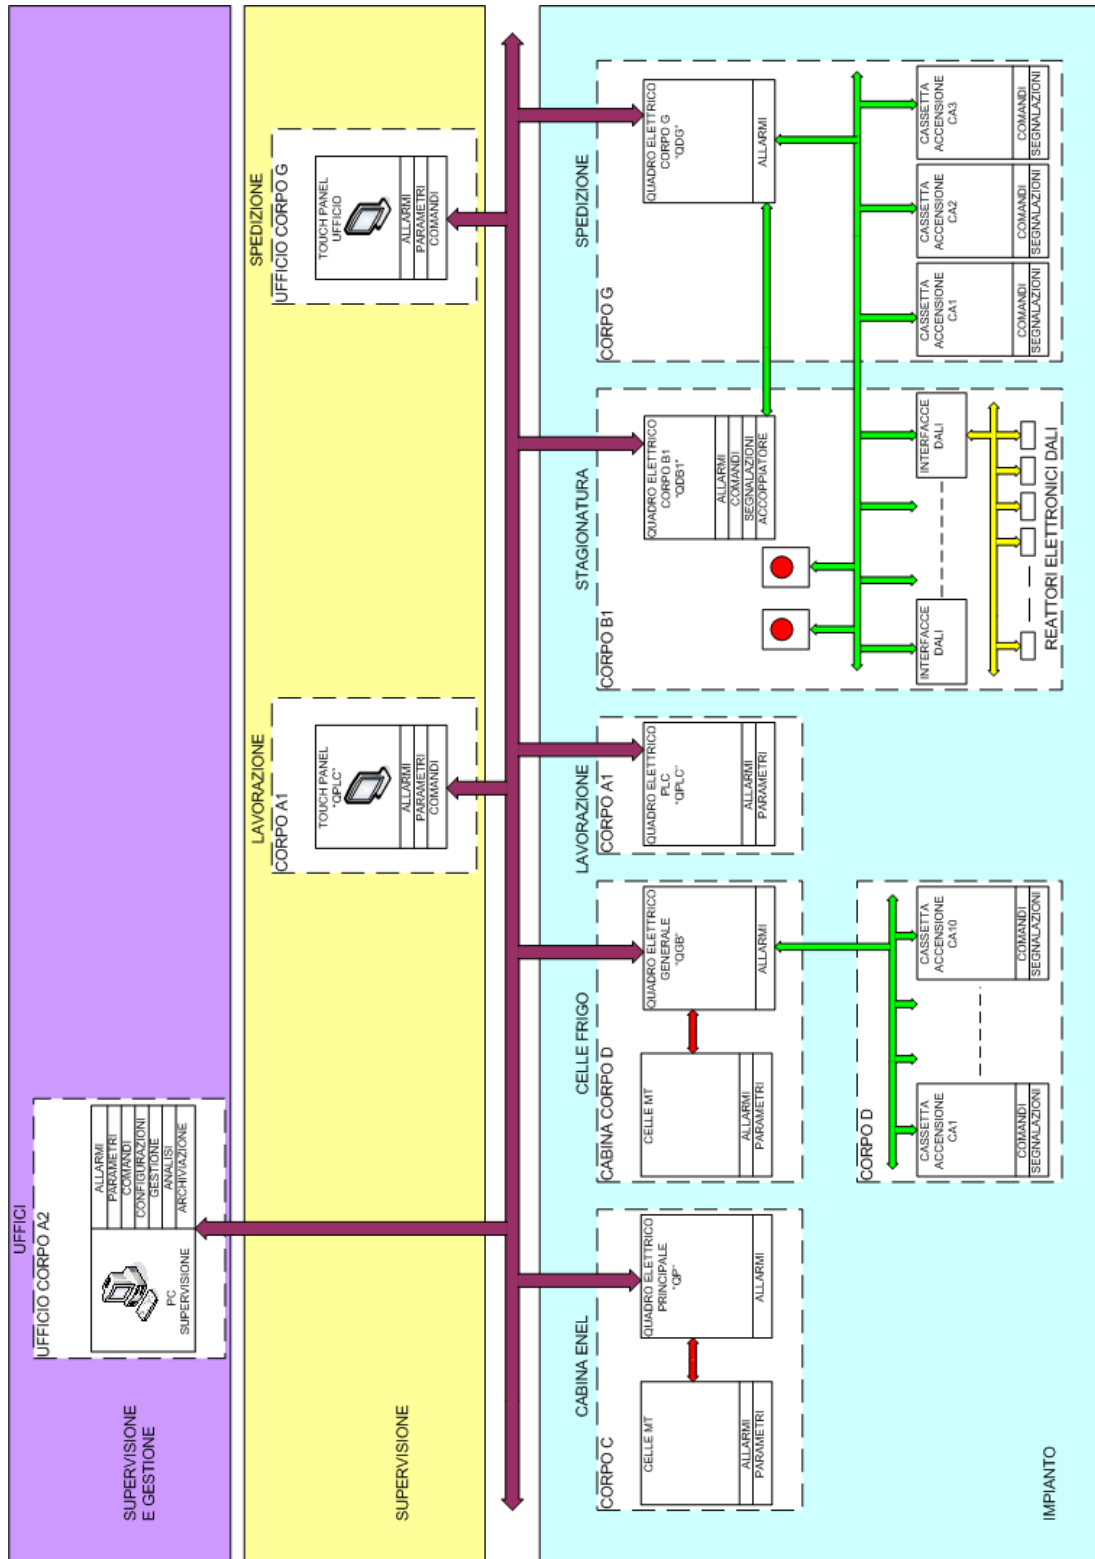 UFFICI
UFFICIO CORPO A2
PC
SUPERVISIONE
ALLARMI
PARAMETRI
COMANDI
CONFIGURAZIONI
GESTIONE
ANALISI
ARCHIVIAZIONE
SUPERVISIONE
E GESTIONE
SUPERVISIONE
LAVORAZIONE
CORPO A1
TOUCH PANEL
"QPLC"
ALLARMI
PARAMETRI
COMANDI
SPEDIZIONE
UFFICIO CORPO G
TOUCH PANEL
UFFICIO
ALLARMI
PARAMETRI
COMANDI
CABINA ENEL
CORPO C
CELLE MT
ALLARMI
PARAMETRI
QUADRO ELETTRICO
PRINCIPALE
"QP"
ALLARMI
CELLE FRIGO
CABINA CORPO D
CELLE MT
ALLARMI
PARAMETRI
QUADRO ELETTRICO
GENERALE
"QGB"
ALLARMI
CORPO D
CASSETTA
ACCENSIONE
CA1
COMANDI
SEGNALAZIONI
CASSETTA
ACCENSIONE
CA10
COMANDI
SEGNALAZIONI
LAVORAZIONE
CORPO A1
QUADRO ELETTRICO
PLC
"QPLC"
ALLARMI
PARAMETRI
STAGIONATURA
CORPO B1
QUADRO ELETTRICO
CORPO B1
"QDB1"
ALLARMI
COMANDI
SEGNALAZIONI
ACCOPPIATORE
INTERFACCE
DALI
INTERFACCE
DALI
REATTORI ELETTRONICI DALI
SPEDIZIONE
CORPO G
QUADRO ELETTRICO
CORPO G
"QDG"
ALLARMI
CASSETTA
ACCENSIONE
CA1
COMANDI
SEGNALAZIONI
CASSETTA
ACCENSIONE
CA2
COMANDI
SEGNALAZIONI
CASSETTA
ACCENSIONE
CA3
COMANDI
SEGNALAZIONI
IMPIANTO